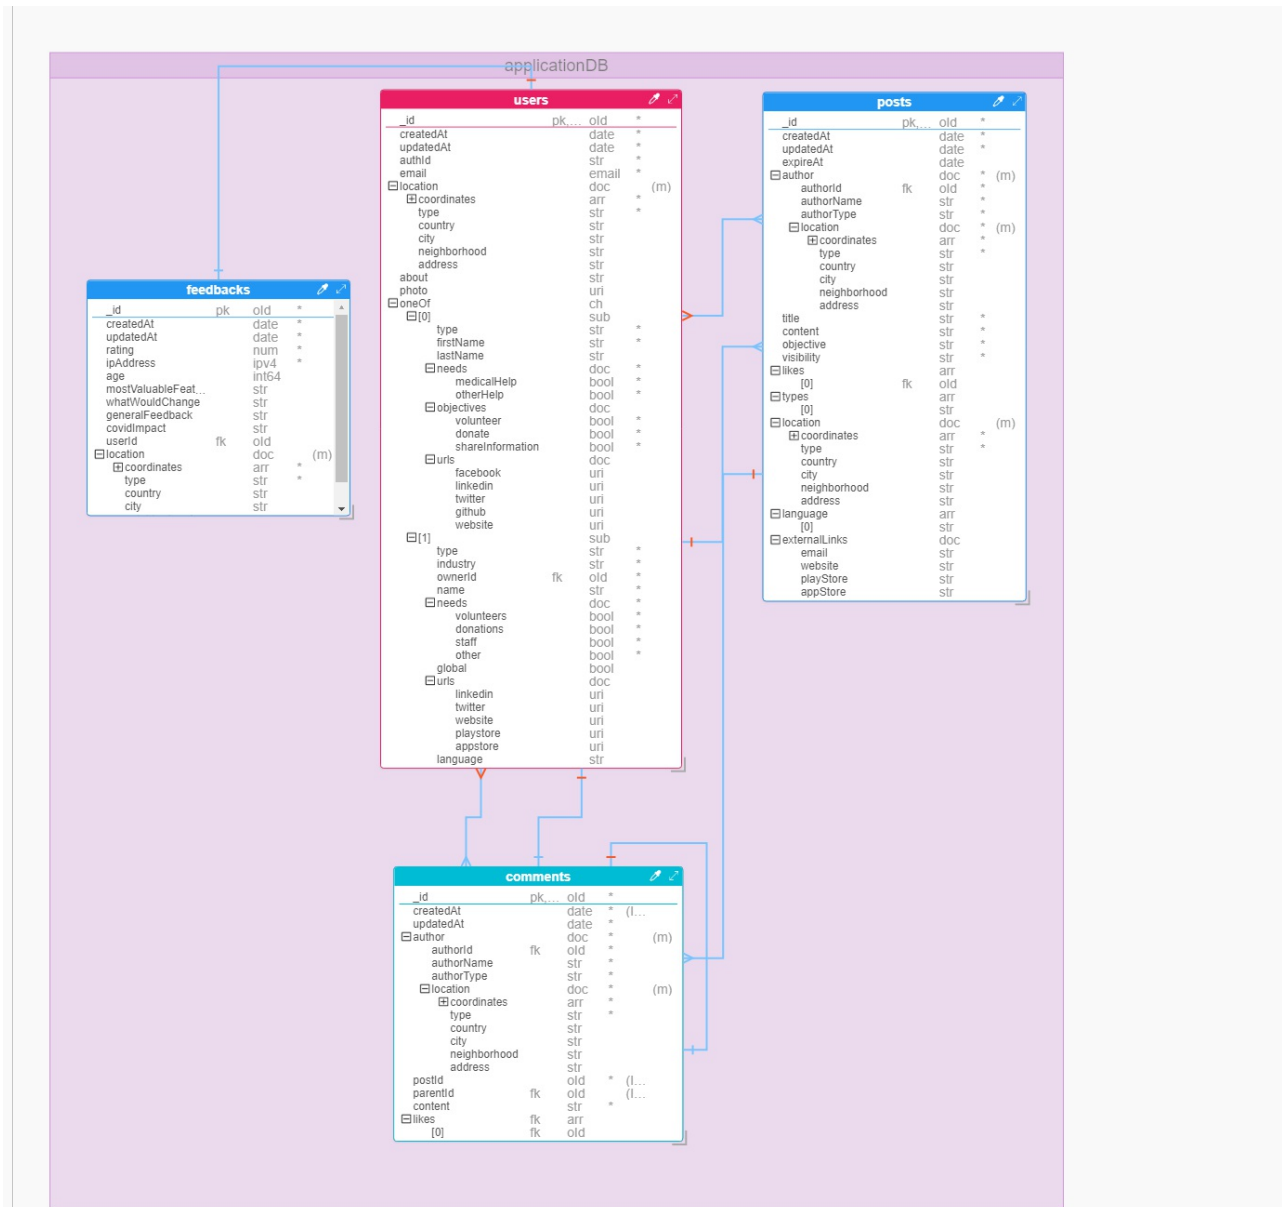 applicationDB
users
_id pk,... oId *
createdAt date *
updatedAt date *
authId str *
email email *
location doc (m)
coordinates arr *
type str *
country str
city str
neighborhood str
address str
about str
photo uri
oneOf ch
[0] sub
type str *
firstName str *
lastName str
needs doc *
medicalHelp bool *
otherHelp bool *
objectives doc
volunteer bool *
donate bool *
shareInformation bool *
urls doc
facebook uri
linkedin uri
twitter uri
github uri
website uri
[1] sub
type str *
industry str *
ownerId fk oId *
name str *
needs doc *
volunteers bool *
donations bool *
staff bool *
other bool *
global bool
urls doc
linkedin uri
twitter uri
website uri
playstore uri
appstore uri
language str
posts
_id pk,... oId *
createdAt date *
updatedAt date *
expireAt date
author doc * (m)
authorId fk oId *
authorName str *
authorType str *
location doc * (m)
coordinates arr *
type str *
country str
city str
neighborhood str
address str
title str *
content str *
objective str *
visibility str *
likes arr
[0] fk oId
types arr
[0] str
location doc (m)
coordinates arr *
type str *
country str
city str
neighborhood str
address str
language arr
[0] str
externalLinks doc
email str
website str
playStore str
appStore str
feedbacks
_id pk oId *
createdAt date *
updatedAt date *
rating num *
ipAddress ipv4 *
age int64
mostValuableFeat... str
whatWouldChange str
generalFeedback str
covidImpact str
userId fk oId
location doc (m)
coordinates arr *
type str *
country str
city str
comments
_id pk,... oId *
createdAt date * (I...
updatedAt date *
author doc * (m)
authorId fk oId *
authorName str *
authorType str *
location doc * (m)
coordinates arr *
type str *
country str
city str
neighborhood str
address str
postId oId * (I...
parentId fk oId (I...
content str *
likes fk arr
[0] fk oId